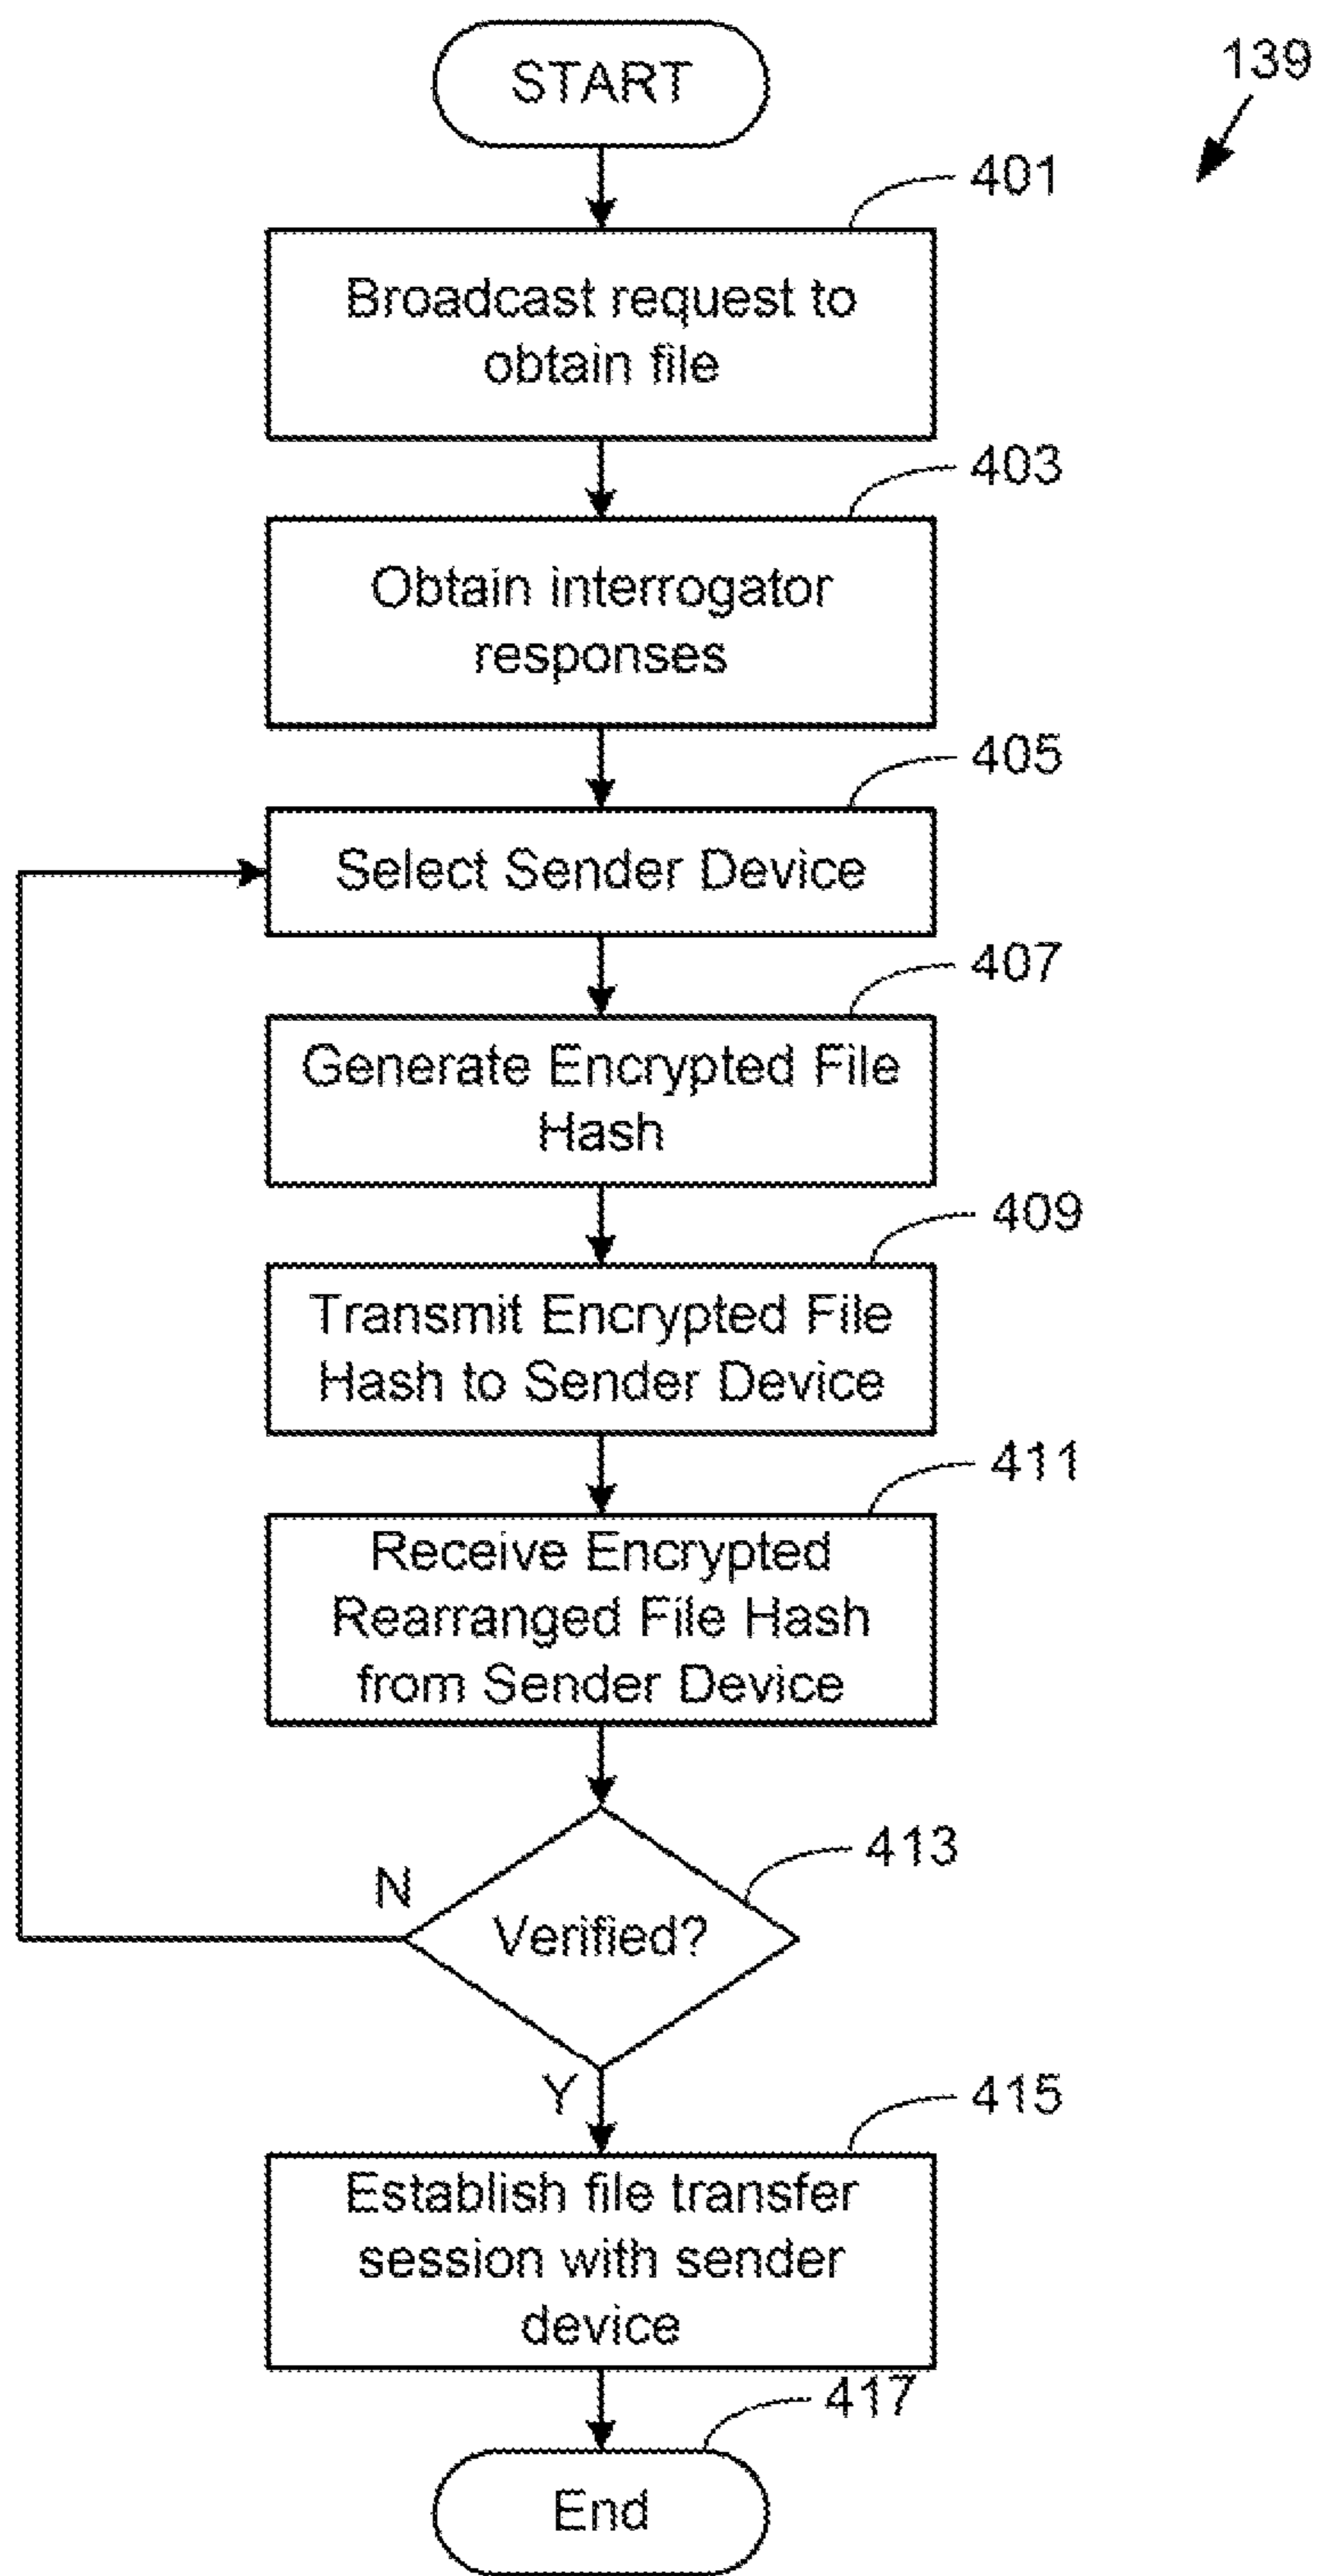 START
139
401
Broadcast request to
obtain file
403
Obtain interrogator
responses
405
Select Sender Device
407
Generate Encrypted File
Hash
409
Transmit Encrypted File
Hash to Sender Device
411
Receive Encrypted
Rearranged File Hash
from Sender Device
413
N
Verified?
Y
415
Establish file transfer
session with sender
device
417
End